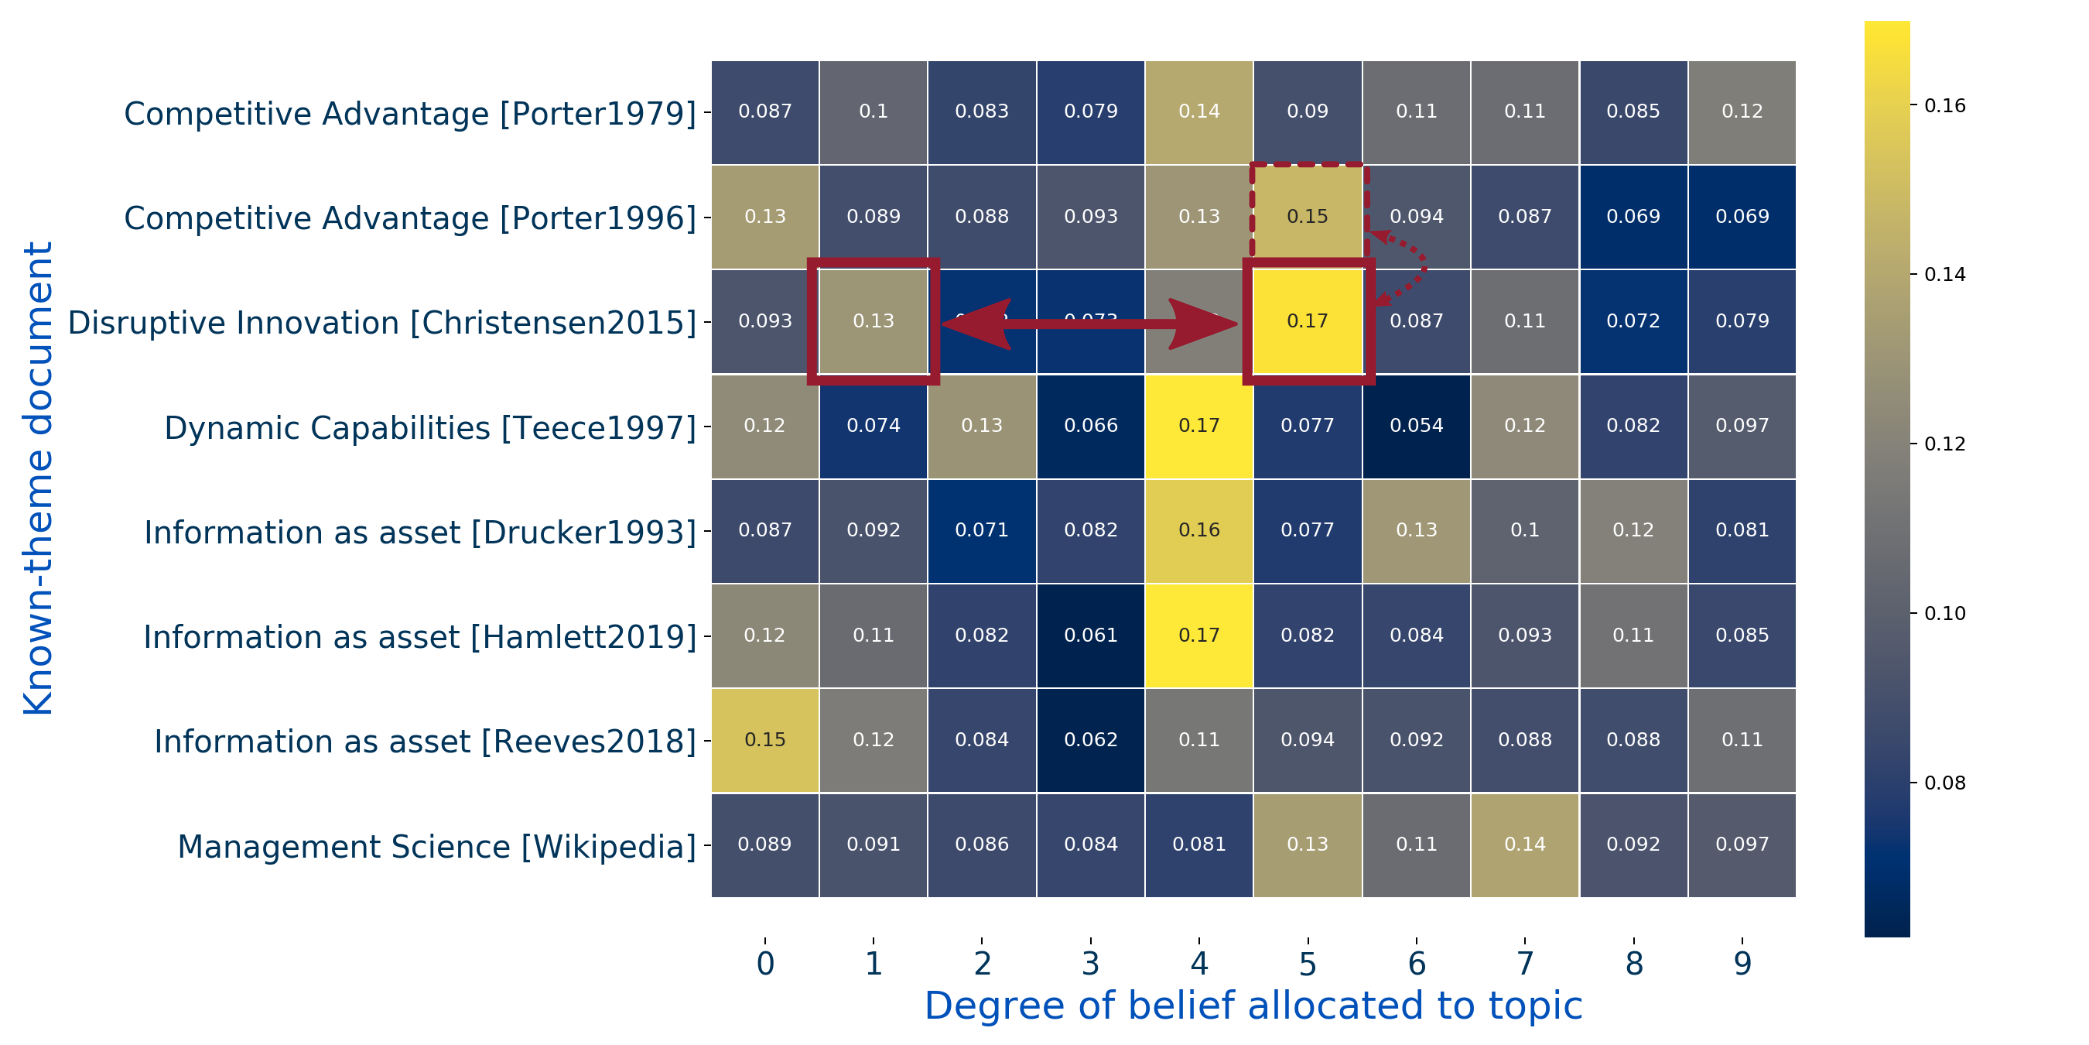 Competitive Advantage [Porter1979] 0.087 0.1 0.083 0.079 0.14 0.09 0.11 0.11 0.085 0.12
Competitive Advantage [Porter1996] 0.13 0.089 0.088 0.093 0.13 0.15 0.094 0.087 0.069 0.069
Disruptive Innovation [Christensen2015] 0.093 0.13 0.073 0.17 0.087 0.11 0.072 0.079
Dynamic Capabilities [Teece1997] 0.12 0.074 0.13 0.066 0.17 0.077 0.054 0.12 0.082 0.097
Information as asset [Drucker1993] 0.087 0.092 0.071 0.082 0.16 0.077 0.13 0.1 0.12 0.081
Information as asset [Hamlett2019] 0.12 0.11 0.082 0.061 0.17 0.082 0.084 0.093 0.11 0.085
Information as asset [Reeves2018] 0.15 0.12 0.084 0.062 0.11 0.094 0.092 0.088 0.088 0.11
Management Science [Wikipedia] 0.089 0.091 0.086 0.084 0.081 0.13 0.11 0.14 0.092 0.097
0 1 2 3 4 5 6 7 8 9
Degree of belief allocated to topic
Known-theme document
0.16
0.14
0.12
0.10
0.08